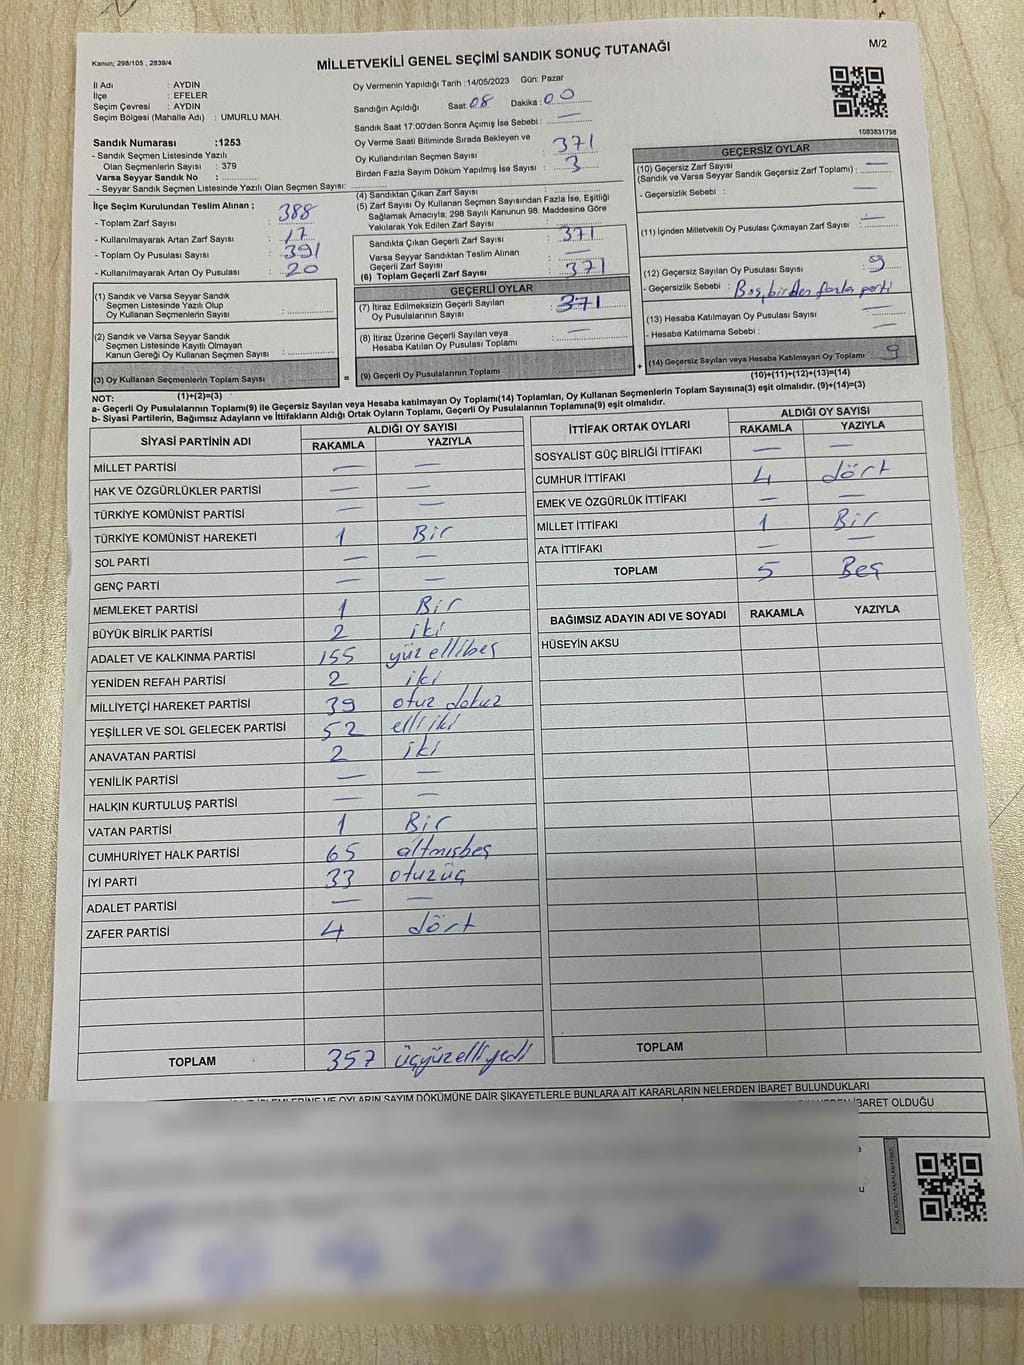 Kanun; 298/105 , 2839/4
MİLLETVEKİLİ GENEL SEÇİMİ SANDIK SONUÇ TUTANAĞI
M/2
İl Adı : AYDIN
İlçe : EFELER
Seçim Çevresi : AYDIN
Seçim Bölgesi (Mahalle Adı) : UMURLU MAH.
Oy Vermenin Yapıldığı Tarih : 14/05/2023 Gün: Pazar
Sandığın Açıldığı Saat: 08 Dakika : 00
Sandık Saat 17:00'den Sonra Açımış İse Sebebi : —
Oy Verme Saati Bitiminde Sırada Bekleyen ve
Oy Kullandırılan Seçmen Sayısı : 371
Birden Fazla Sayım Döküm Yapılmış İse Sayısı : 3
1083831798
Sandık Numarası :1253
- Sandık Seçmen Listesinde Yazılı
Olan Seçmenlerin Sayısı : 379
Varsa Seyyar Sandık No :
- Seyyar Sandık Seçmen Listesinde Yazılı Olan Seçmen Sayısı:
İlçe Seçim Kurulundan Teslim Alınan ;
- Toplam Zarf Sayısı : 388
- Kullanılmayarak Artan Zarf Sayısı : 17
- Toplam Oy Pusulası Sayısı : 391
- Kullanılmayarak Artan Oy Pusulası : 20
(1) Sandık ve Varsa Seyyar Sandık
Seçmen Listesinde Yazılı Olup
Oy Kullanan Seçmenlerin Sayısı :
(2) Sandık ve Varsa Seyyar Sandık
Seçmen Listesinde Kayıtlı Olmayan
Kanun Gereği Oy Kullanan Seçmen Sayısı :
(3) Oy Kullanan Seçmenlerin Toplam Sayısı :
(1)+(2)=(3)
(4) Sandıktan Çıkan Zarf Sayısı :
(5) Zarf Sayısı Oy Kullanan Seçmen Sayısından Fazla İse, Eşitliği
Sağlamak Amacıyla; 298 Sayılı Kanunun 98. Maddesine Göre
Yakılarak Yok Edilen Zarf Sayısı :
Sandıkta Çıkan Geçerli Zarf Sayısı : 371
Varsa Seyyar Sandıktan Teslim Alınan
Geçerli Zarf Sayısı : —
(6) Toplam Geçerli Zarf Sayısı : 371
GEÇERLİ OYLAR
(7) İtiraz Edilmeksizin Geçerli Sayılan
Oy Pusulalarının Sayısı : 371
(8) İtiraz Üzerine Geçerli Sayılan veya
Hesaba Katılan Oy Pusulası Toplamı : —
= (9) Geçerli Oy Pusulalarının Toplamı :
GEÇERSİZ OYLAR
(10) Geçersiz Zarf Sayısı
(Sandık ve Varsa Seyyar Sandık Geçersiz Zarf Toplamı) : —
- Geçersizlik Sebebi : —
(11) İçinden Milletvekili Oy Pusulası Çıkmayan Zarf Sayısı : —
(12) Geçersiz Sayılan Oy Pusulası Sayısı : 9
- Geçersizlik Sebebi : Boş, birden fazla parti
(13) Hesaba Katılmayan Oy Pusulası Sayısı : —
- Hesaba Katılmama Sebebi : —
+ (14) Geçersiz Sayılan veya Hesaba Katılmayan Oy Toplamı : 9
(10)+(11)+(12)+(13)=(14)
NOT:
a- Geçerli Oy Pusulalarının Toplamı(9) ile Geçersiz Sayılan veya Hesaba katılmayan Oy Toplamı(14) Toplamları, Oy Kullanan Seçmenlerin Toplam Sayısına(3) eşit olmalıdır. (9)+(14)=(3)
b- Siyasi Partilerin, Bağımsız Adayların ve İttifakların Aldığı Ortak Oyların Toplamı, Geçerli Oy Pusulalarının Toplamına(9) eşit olmalıdır.
SİYASİ PARTİNİN ADI ALDIĞI OY SAYISI
RAKAMLA YAZIYLA
MİLLET PARTİSİ — —
HAK VE ÖZGÜRLÜKLER PARTİSİ — —
TÜRKİYE KOMÜNİST PARTİSİ — —
TÜRKİYE KOMÜNİST HAREKETİ 1 Bir
SOL PARTİ — —
GENÇ PARTİ — —
MEMLEKET PARTİSİ 1 Bir
BÜYÜK BİRLİK PARTİSİ 2 iki
ADALET VE KALKINMA PARTİSİ 155 yüz ellibeş
YENİDEN REFAH PARTİSİ 2 iki
MİLLİYETÇİ HAREKET PARTİSİ 39 otuz dokuz
YEŞİLLER VE SOL GELECEK PARTİSİ 52 elli iki
ANAVATAN PARTİSİ 2 iki
YENİLİK PARTİSİ — —
HALKIN KURTULUŞ PARTİSİ — —
VATAN PARTİSİ 1 Bir
CUMHURİYET HALK PARTİSİ 65 altmışbeş
İYİ PARTİ 33 otuzüç
ADALET PARTİSİ — —
ZAFER PARTİSİ 4 dört
TOPLAM 357 üçyüzelliyedi
İTTİFAK ORTAK OYLARI ALDIĞI OY SAYISI
RAKAMLA YAZIYLA
SOSYALİST GÜÇ BİRLİĞİ İTTİFAKI — —
CUMHUR İTTİFAKI 4 dört
EMEK VE ÖZGÜRLÜK İTTİFAKI — —
MİLLET İTTİFAKI 1 Bir
ATA İTTİFAKI — —
TOPLAM 5 Beş
BAĞIMSIZ ADAYIN ADI VE SOYADI RAKAMLA YAZIYLA
HÜSEYİN AKSU
TOPLAM
İŞLEMLERİNE VE OYLARIN SAYIM DÖKÜMÜNE DAİR ŞİKAYETLERLE BUNLARA AİT KARARLARIN NELERDEN İBARET BULUNDUKLARI
İBARET OLDUĞU
KARE KODU KARALAMAYINIZ!